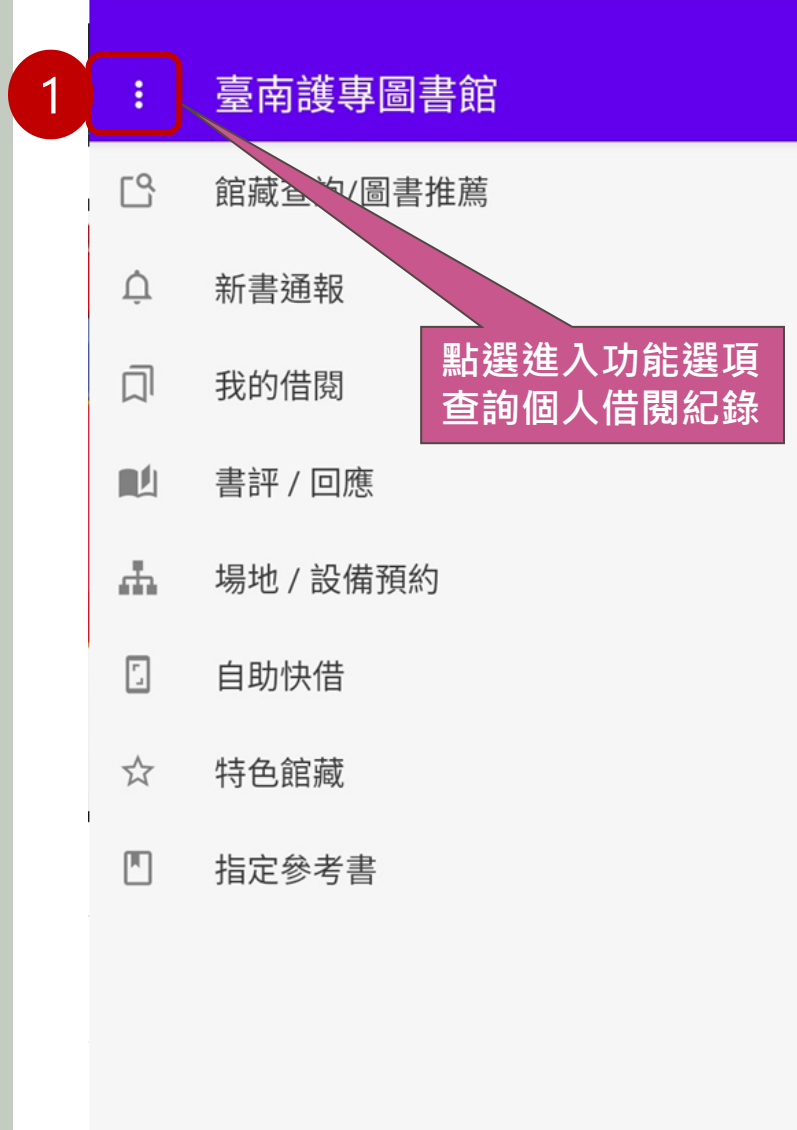 1
臺南護專圖書館
館藏查詢/圖書推薦
新書通報
點選進入功能選項
查詢個人借閱紀錄
我的借閱
書評 / 回應
場地 / 設備預約
自助快借
特色館藏
指定參考書